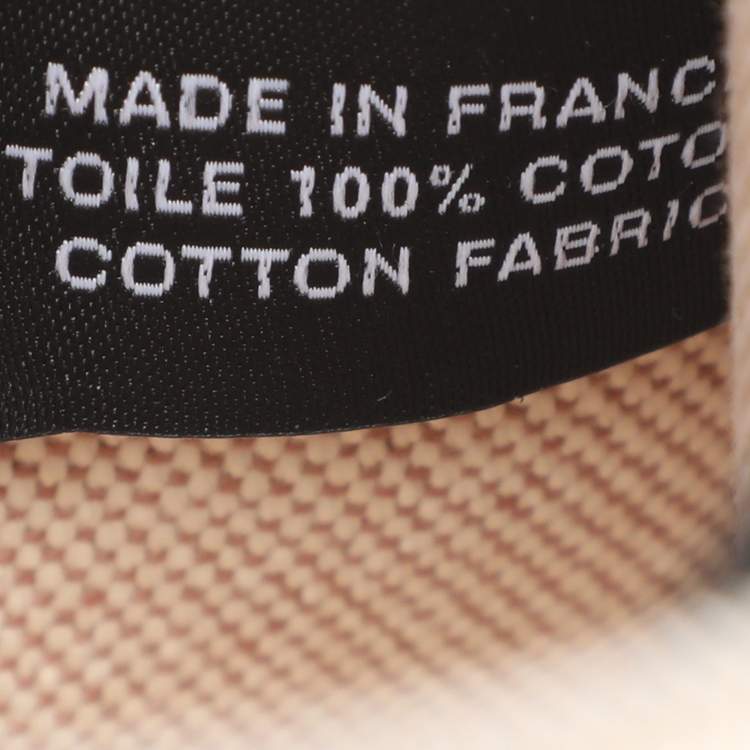 MADE IN FRANC
TOILE 100% COTO
COTTON FABRIC